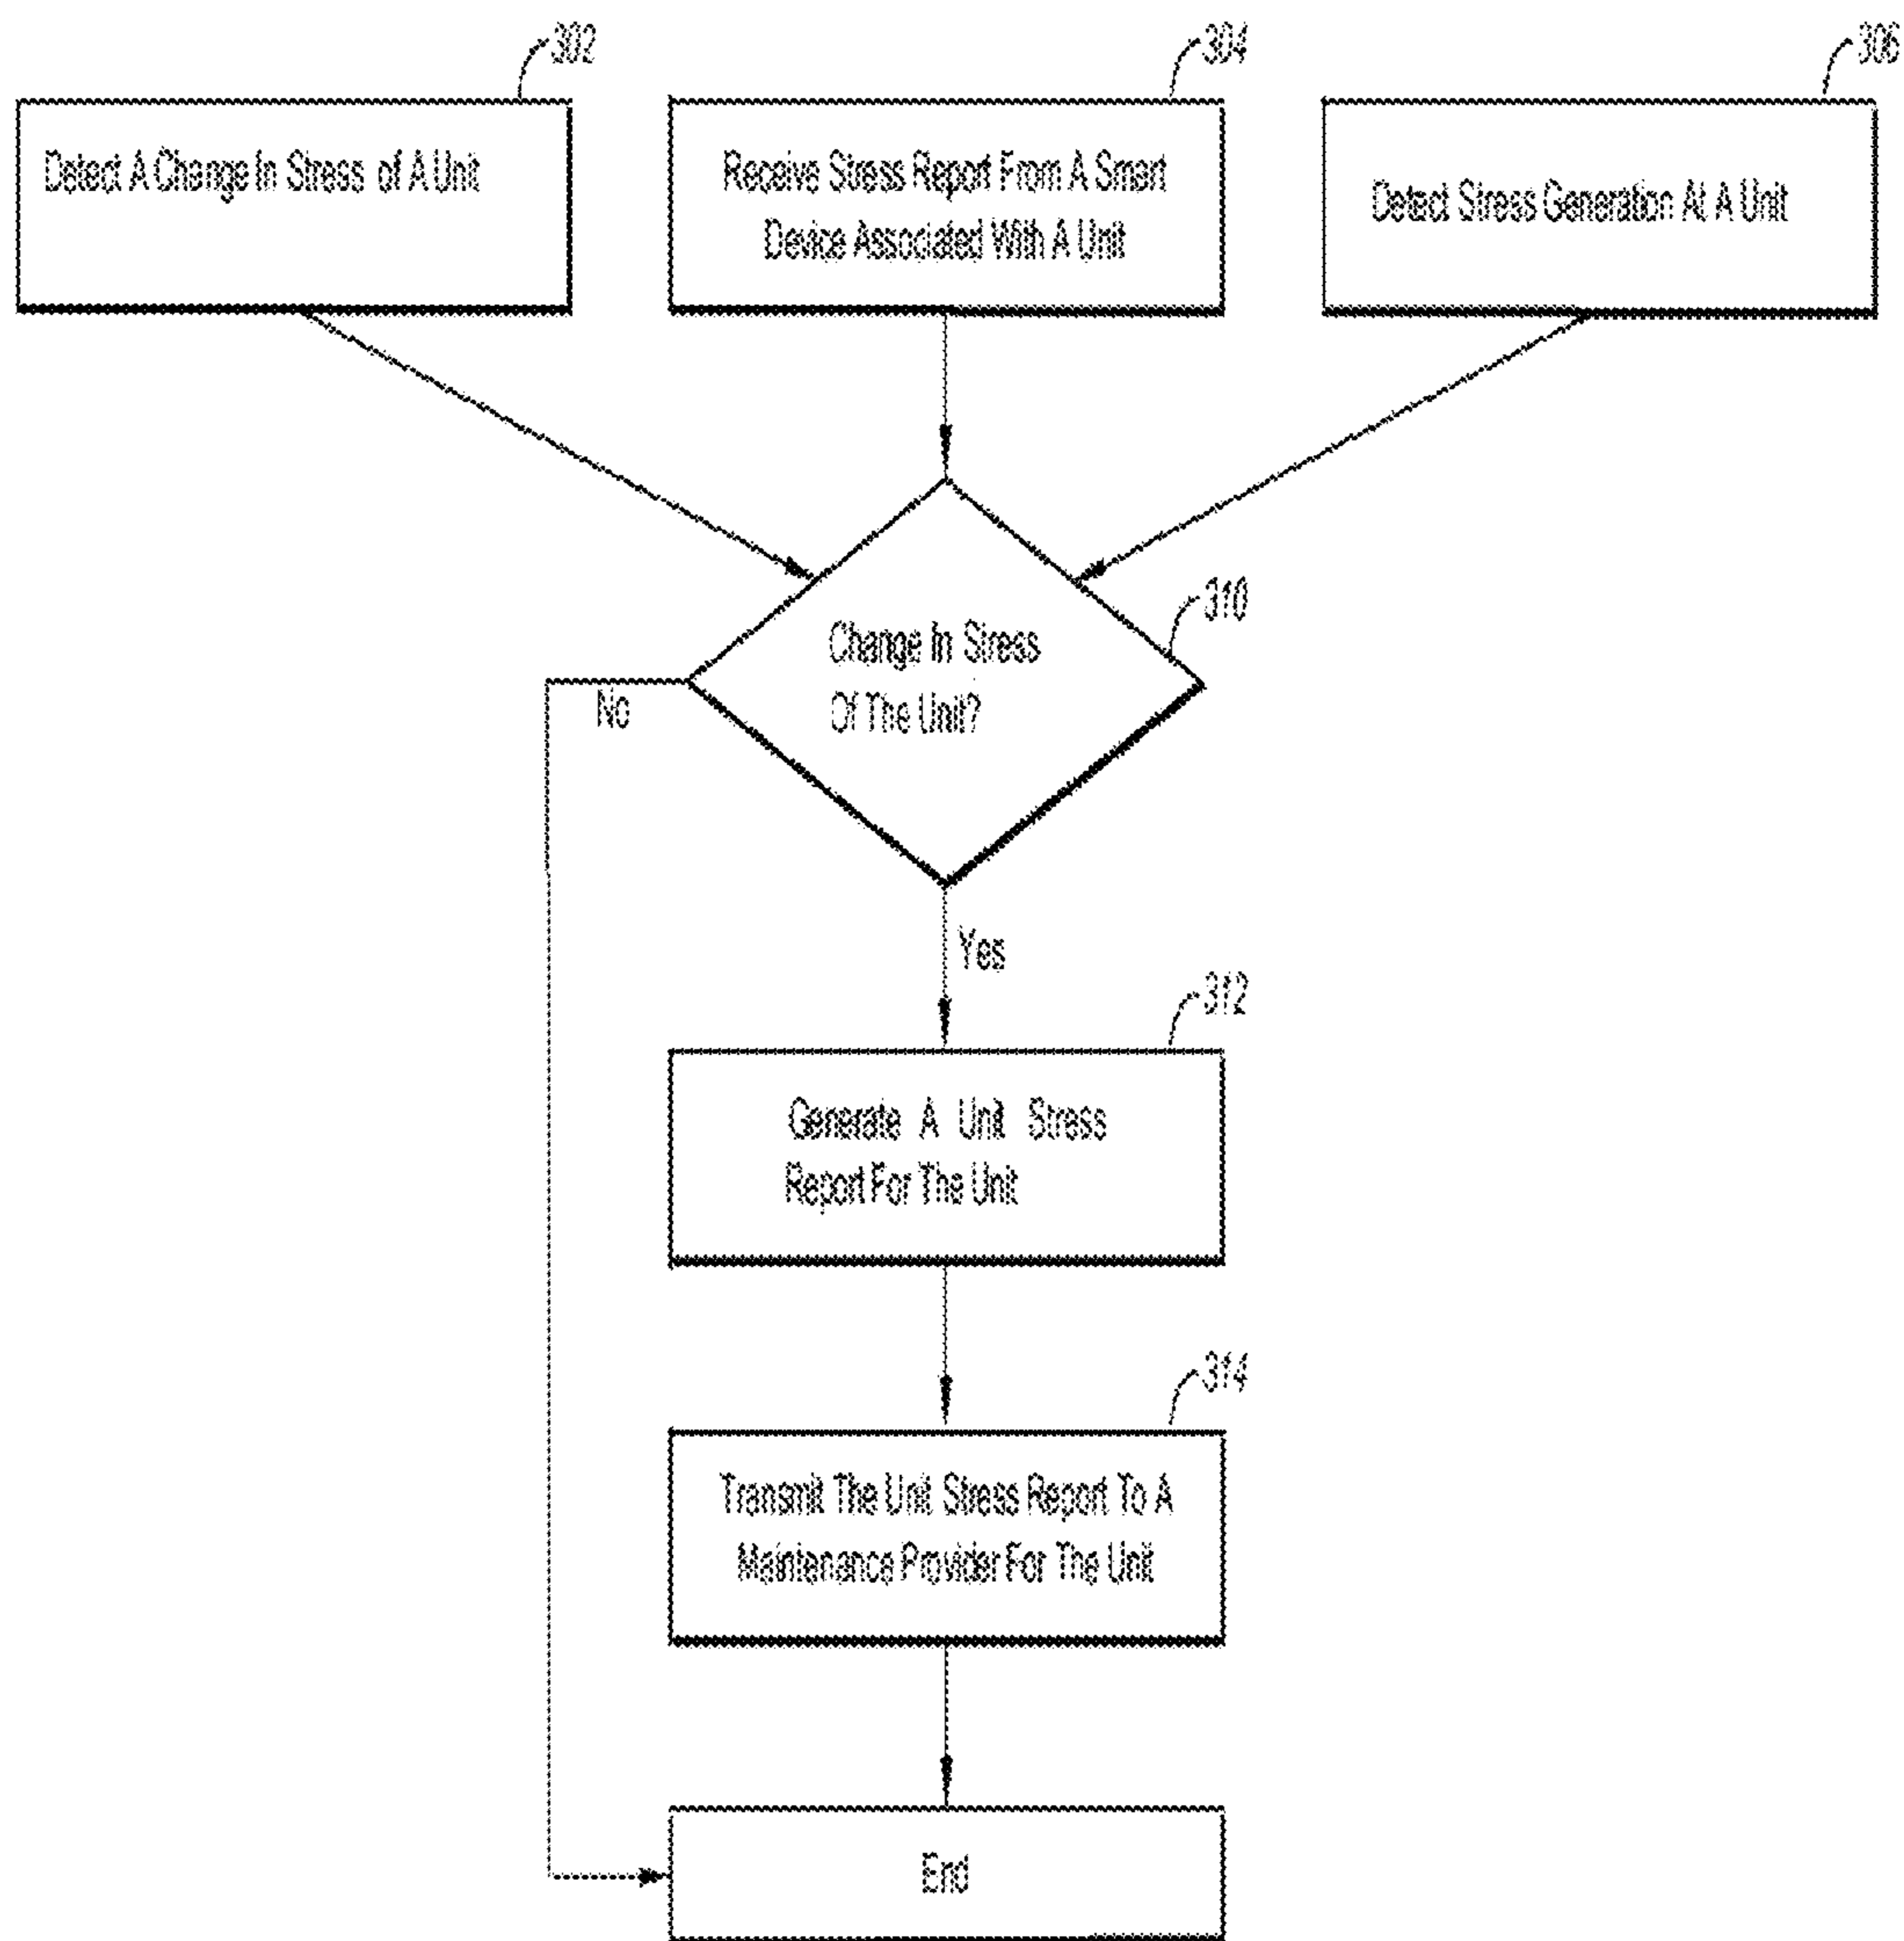 302
304
306
Detect A Change In Stress of A Unit
Receive Stress Report From A Smart
Device Associated With A Unit
Detect Stress Generation At A Unit
310
Change In Stress
Of The Unit?
No
Yes
312
Generate A Unit Stress
Report For The Unit
314
Transmit The Unit Stress Report To A
Maintenance Provider For The Unit
End